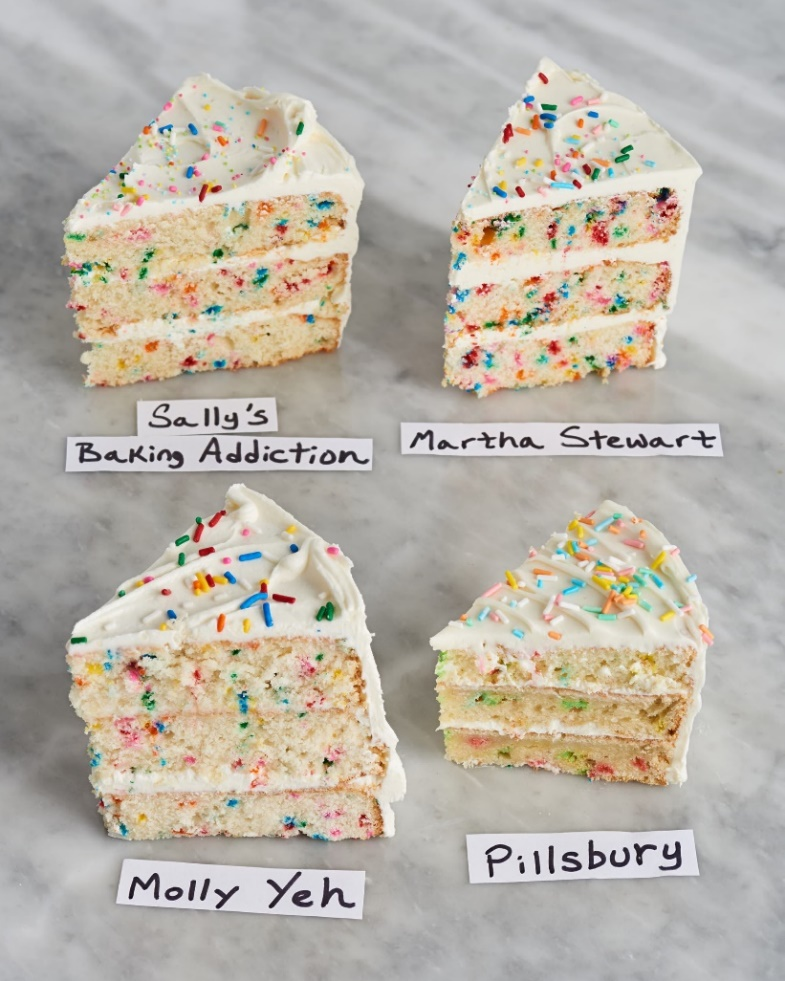 Sally's
Baking Addiction
Martha Stewart
Molly Yeh
Pillsbury